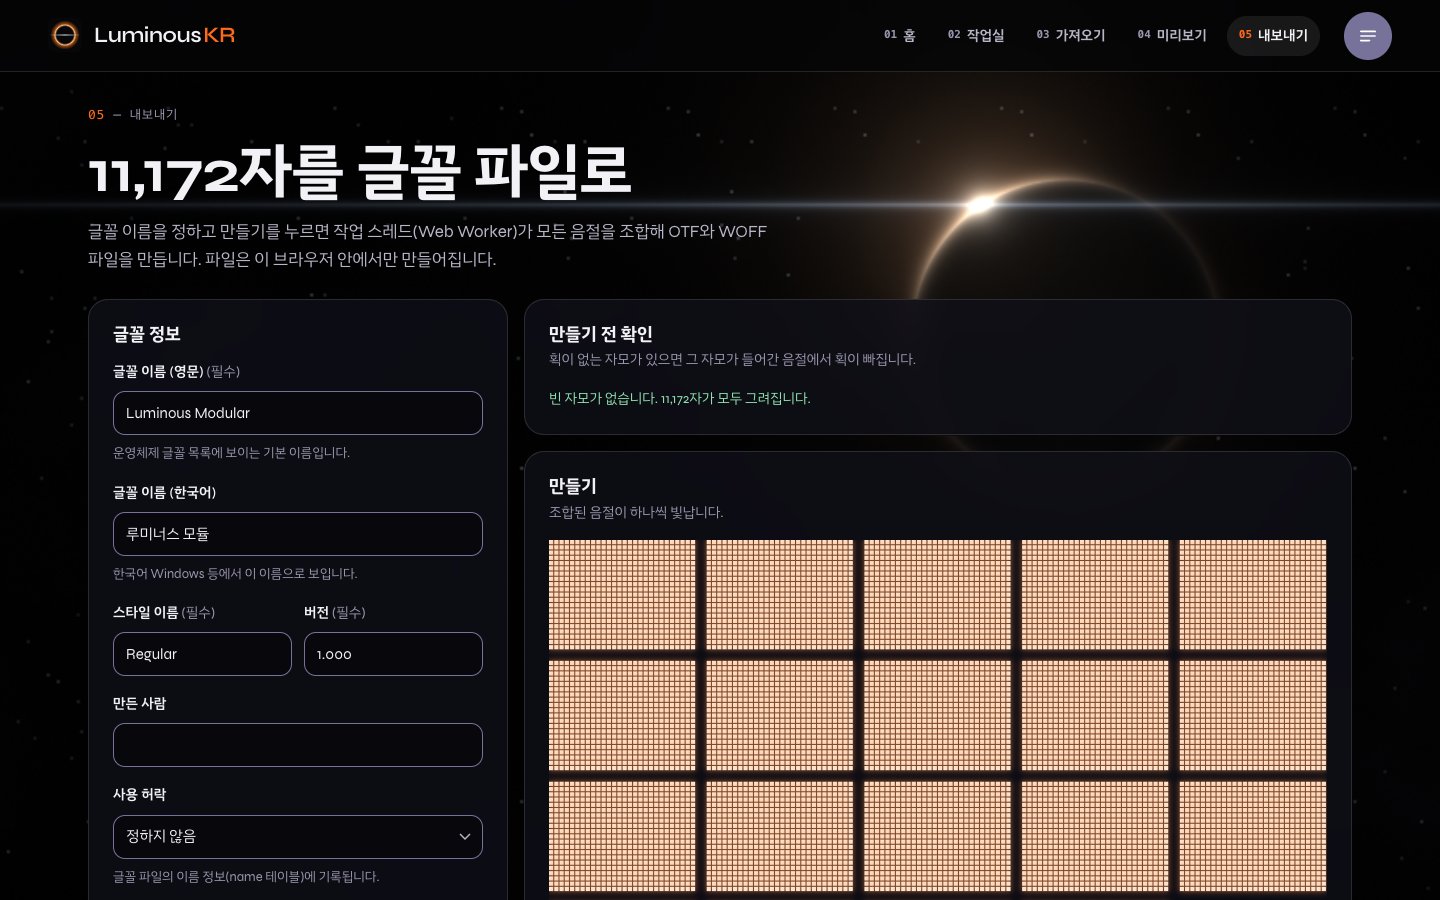 LuminousKR
01 홈
02 작업실
03 가져오기
04 미리보기
05 내보내기
05 — 내보내기
11,172자를 글꼴 파일로
글꼴 이름을 정하고 만들기를 누르면 작업 스레드(Web Worker)가 모든 음절을 조합해 OTF와 WOFF
파일을 만듭니다. 파일은 이 브라우저 안에서만 만들어집니다.
글꼴 정보
글꼴 이름 (영문) (필수)
Luminous Modular
운영체제 글꼴 목록에 보이는 기본 이름입니다.
글꼴 이름 (한국어)
루미너스 모듈
한국어 Windows 등에서 이 이름으로 보입니다.
스타일 이름 (필수)
Regular
버전 (필수)
1.000
만든 사람
사용 허락
정하지 않음
글꼴 파일의 이름 정보(name 테이블)에 기록됩니다.
만들기 전 확인
획이 없는 자모가 있으면 그 자모가 들어간 음절에서 획이 빠집니다.
빈 자모가 없습니다. 11,172자가 모두 그려집니다.
만들기
조합된 음절이 하나씩 빛납니다.